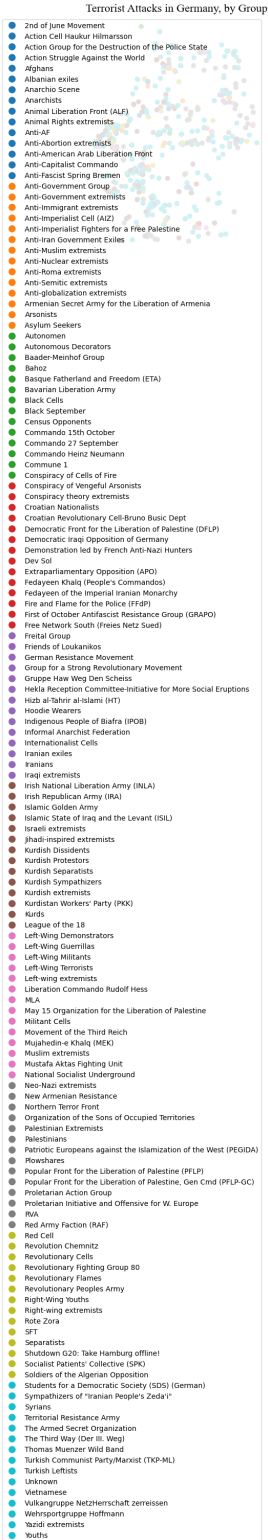 Terrorist Attacks in Germany, by Group
2nd of June Movement
Action Cell Haukur Hilmarsson
Action Group for the Destruction of the Police State
Action Struggle Against the World
Afghans
Albanian exiles
Anarchio Scene
Anarchists
Animal Liberation Front (ALF)
Animal Rights extremists
Anti-AF
Anti-Abortion extremists
Anti-American Arab Liberation Front
Anti-Capitalist Commando
Anti-Fascist Spring Bremen
Anti-Government Group
Anti-Government extremists
Anti-Immigrant extremists
Anti-Imperialist Cell (AIZ)
Anti-Imperialist Fighters for a Free Palestine
Anti-Iran Government Exiles
Anti-Muslim extremists
Anti-Nuclear extremists
Anti-Roma extremists
Anti-Semitic extremists
Anti-globalization extremists
Armenian Secret Army for the Liberation of Armenia
Arsonists
Asylum Seekers
Autonomen
Autonomous Decorators
Baader-Meinhof Group
Bahoz
Basque Fatherland and Freedom (ETA)
Bavarian Liberation Army
Black Cells
Black September
Census Opponents
Commando 15th October
Commando 27 September
Commando Heinz Neumann
Commune 1
Conspiracy of Cells of Fire
Conspiracy of Vengeful Arsonists
Conspiracy theory extremists
Croatian Nationalists
Croatian Revolutionary Cell-Bruno Busic Dept
Democratic Front for the Liberation of Palestine (DFLP)
Democratic Iraqi Opposition of Germany
Demonstration led by French Anti-Nazi Hunters
Dev Sol
Extraparliamentary Opposition (APO)
Fedayeen Khalq (People's Commandos)
Fedayeen of the Imperial Iranian Monarchy
Fire and Flame for the Police (FFdP)
First of October Antifascist Resistance Group (GRAPO)
Free Network South (Freies Netz Sued)
Freital Group
Friends of Loukanikos
German Resistance Movement
Group for a Strong Revolutionary Movement
Gruppe Haw Weg Den Scheiss
Hekla Reception Committee-Initiative for More Social Eruptions
Hizb al-Tahrir al-Islami (HT)
Hoodie Wearers
Indigenous People of Biafra (IPOB)
Informal Anarchist Federation
Internationalist Cells
Iranian exiles
Iranians
Iraqi extremists
Irish National Liberation Army (INLA)
Irish Republican Army (IRA)
Islamic Golden Army
Islamic State of Iraq and the Levant (ISIL)
Israeli extremists
Jihadi-inspired extremists
Kurdish Dissidents
Kurdish Protestors
Kurdish Separatists
Kurdish Sympathizers
Kurdish extremists
Kurdistan Workers' Party (PKK)
Kurds
League of the 18
Left-Wing Demonstrators
Left-Wing Guerrillas
Left-Wing Militants
Left-Wing Terrorists
Left-wing extremists
Liberation Commando Rudolf Hess
MLA
May 15 Organization for the Liberation of Palestine
Militant Cells
Movement of the Third Reich
Mujahedin-e Khalq (MEK)
Muslim extremists
Mustafa Aktas Fighting Unit
National Socialist Underground
Neo-Nazi extremists
New Armenian Resistance
Northern Terror Front
Organization of the Sons of Occupied Territories
Palestinian Extremists
Palestinians
Patriotic Europeans against the Islamization of the West (PEGIDA)
Plowshares
Popular Front for the Liberation of Palestine (PFLP)
Popular Front for the Liberation of Palestine, Gen Cmd (PFLP-GC)
Proletarian Action Group
Proletarian Initiative and Offensive for W. Europe
RVA
Red Army Faction (RAF)
Red Cell
Revolution Chemnitz
Revolutionary Cells
Revolutionary Fighting Group 80
Revolutionary Flames
Revolutionary Peoples Army
Right-Wing Youths
Right-wing extremists
Rote Zora
SFT
Separatists
Shutdown G20: Take Hamburg offline!
Socialist Patients' Collective (SPK)
Soldiers of the Algerian Opposition
Students for a Democratic Society (SDS) (German)
Sympathizers of "Iranian People's Zeda'i"
Syrians
Territorial Resistance Army
The Armed Secret Organization
The Third Way (Der III. Weg)
Thomas Muenzer Wild Band
Turkish Communist Party/Marxist (TKP-ML)
Turkish Leftists
Unknown
Vietnamese
Vulkangruppe NetzHerrschaft zerreissen
Wehrsportgruppe Hoffmann
Yazidi extremists
Youths